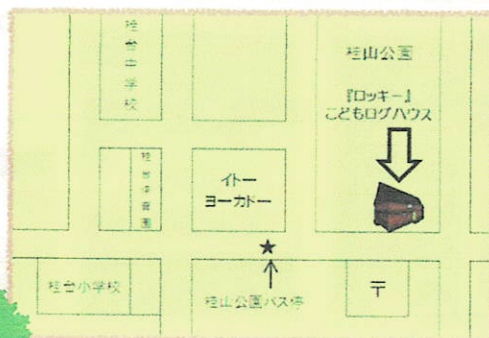 桂台中学校
桂山公園
『ロッキー』
こどもログハウス
桂台保育園
イトー
ヨーカドー
★
桂台小学校
桂山公園バス停
〒